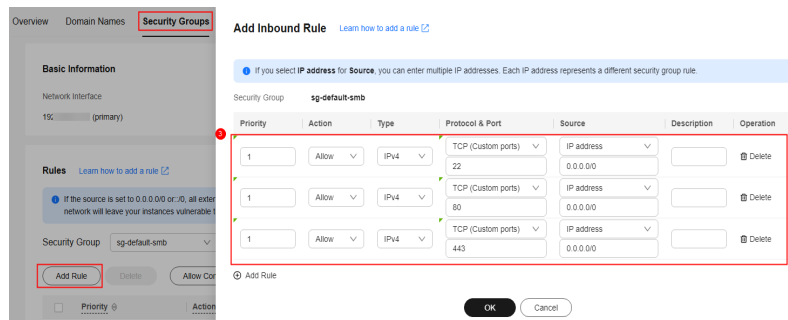 Overview Domain Names Security Groups
Basic Information
Network Interface
19 (primary)
Rules Learn how to add a rule
If the source is set to 0.0.0.0/0 or ::/0, all exter
network will leave your instances vulnerable t
Security Group sg-default-smb
Add Rule Delete Allow Con
Priority Action
Add Inbound Rule Learn how to add a rule
If you select IP address for Source, you can enter multiple IP addresses. Each IP address represents a different security group rule.
Security Group sg-default-smb
Priority Action Type Protocol & Port Source Description Operation
3
1 Allow IPv4 TCP (Custom ports) IP address Delete
22 0.0.0.0/0
1 Allow IPv4 TCP (Custom ports) IP address Delete
80 0.0.0.0/0
1 Allow IPv4 TCP (Custom ports) IP address Delete
443 0.0.0.0/0
Add Rule
OK Cancel